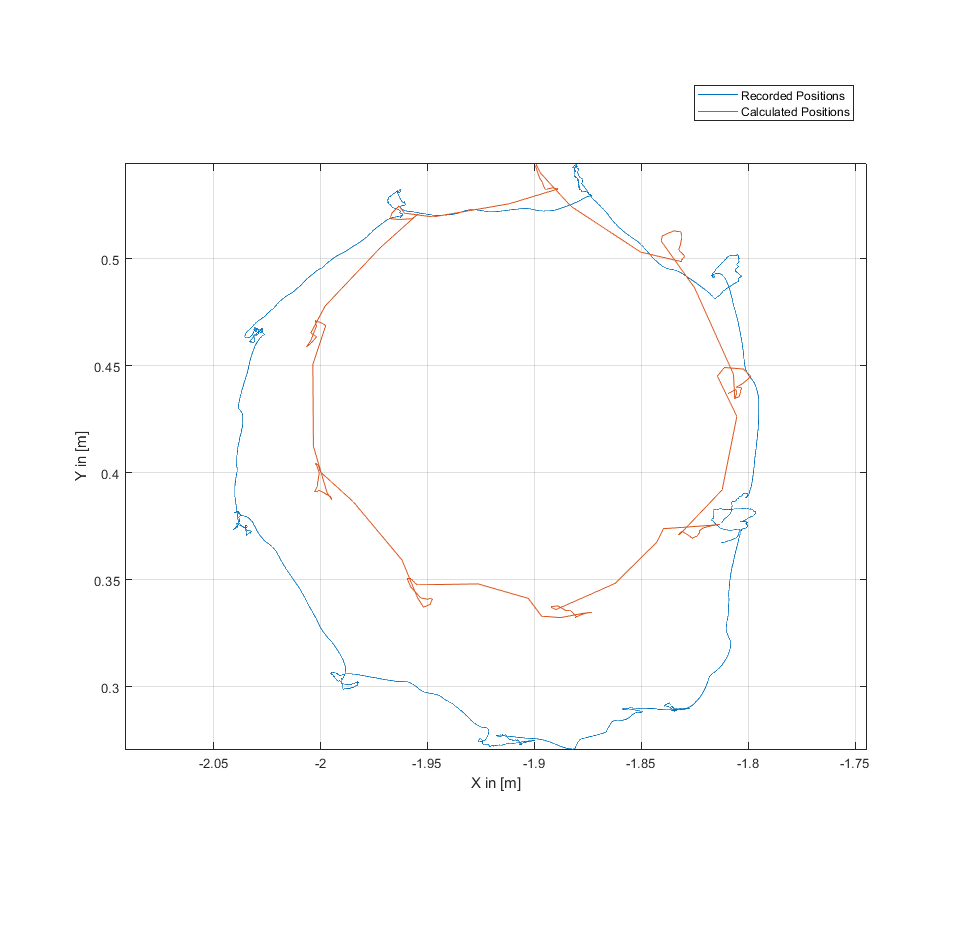 Recorded Positions
Calculated Positions
0.5
0.45
0.4
0.35
0.3
Y in [m]
-2.05 -2 -1.95 -1.9 -1.85 -1.8 -1.75
X in [m]